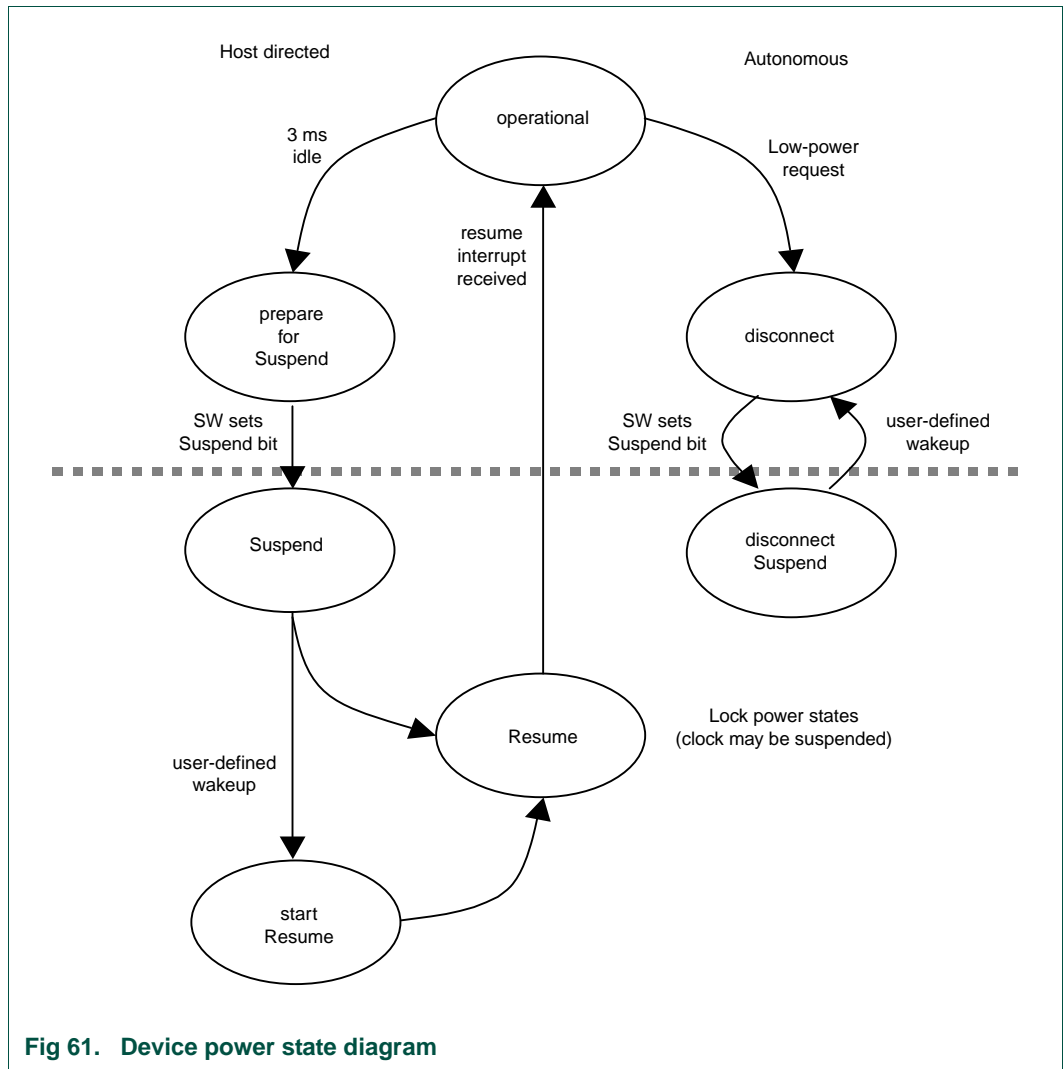 Host directed
Autonomous
operational
3 ms
idle
Low-power
request
resume
interrupt
received
prepare
for
Suspend
disconnect
SW sets
Suspend bit
SW sets
Suspend bit
user-defined
wakeup
Suspend
disconnect
Suspend
Resume
Lock power states
(clock may be suspended)
user-defined
wakeup
start
Resume
Fig 61. Device power state diagram